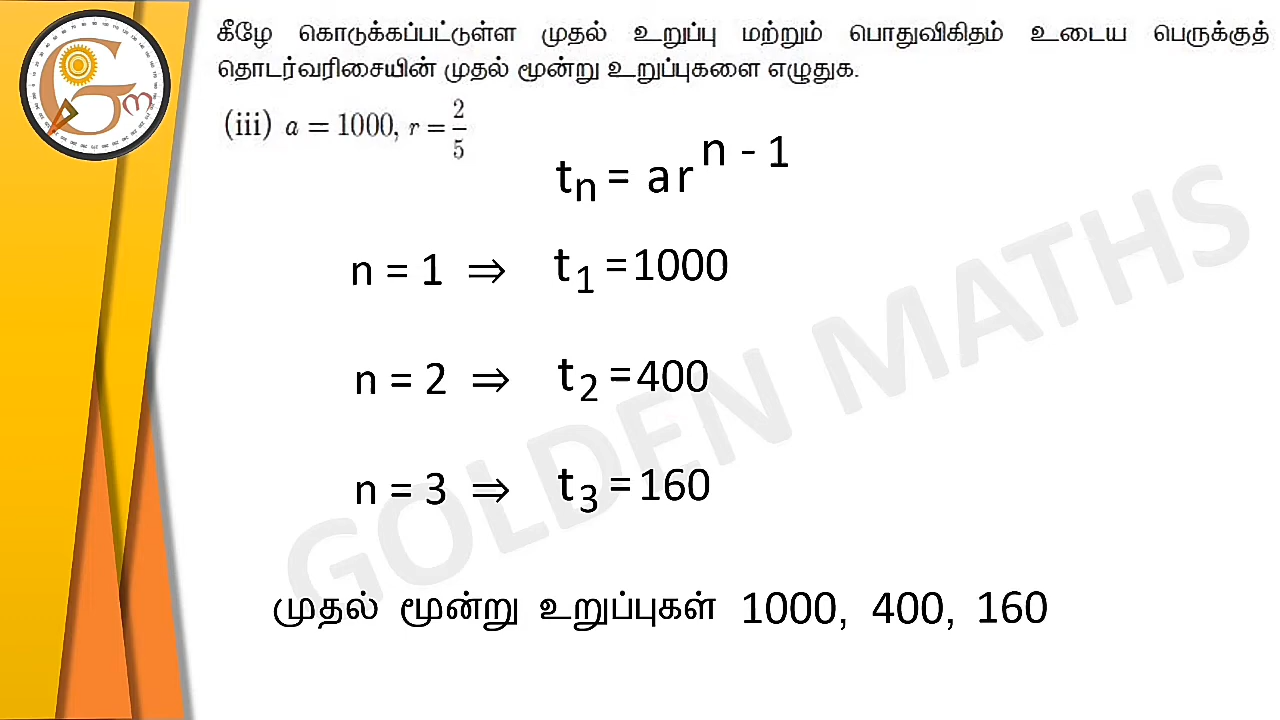 கீழே கொடுக்கப்பட்டுள்ள முதல் உறுப்பு மற்றும் பொதுவிகிதம் உடைய பெருக்குத்
தொடர்வரிசையின் முதல் மூன்று உறுப்புகளை எழுதுக.
(iii) a = 1000, r = 2/5
tₙ = ar ⁿ ⁻ ¹
n = 1 ⇒ t₁ = 1000
n = 2 ⇒ t₂ = 400
n = 3 ⇒ t₃ = 160
முதல் மூன்று உறுப்புகள் 1000, 400, 160
GOLDEN MATHS